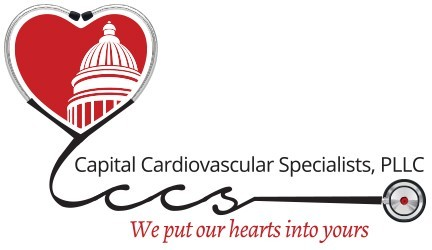 Capital Cardiovascular Specialists, PLLC
ccs
We put our hearts into yours